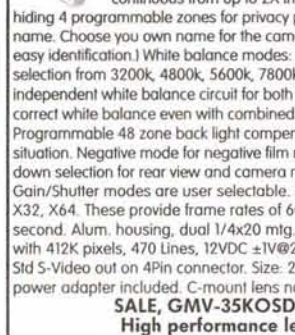 continuous from up to 2X in
hiding 4 programmable zones for privacy
name. Choose you own name for the cam
easy identification.) White balance modes:
selection from 3200k, 4800k, 5600k, 7800k
independent white balance circuit for both
correct white balance even with combined
Programmable 48 zone back light comper
situation. Negative mode for negative film
down selection for rear view and camera r
Gain/Shutter modes are user selectable.
X32, X64. These provide frame rates of 6
second. Alum. housing, dual 1/4x20 mtg.
with 412K pixels, 470 Lines, 12VDC ±1V@2
Std S-Video out on 4Pin connector. Size: 2
power adapter included. C-mount lens no
SALE, GMV-35KOSD
High performance l